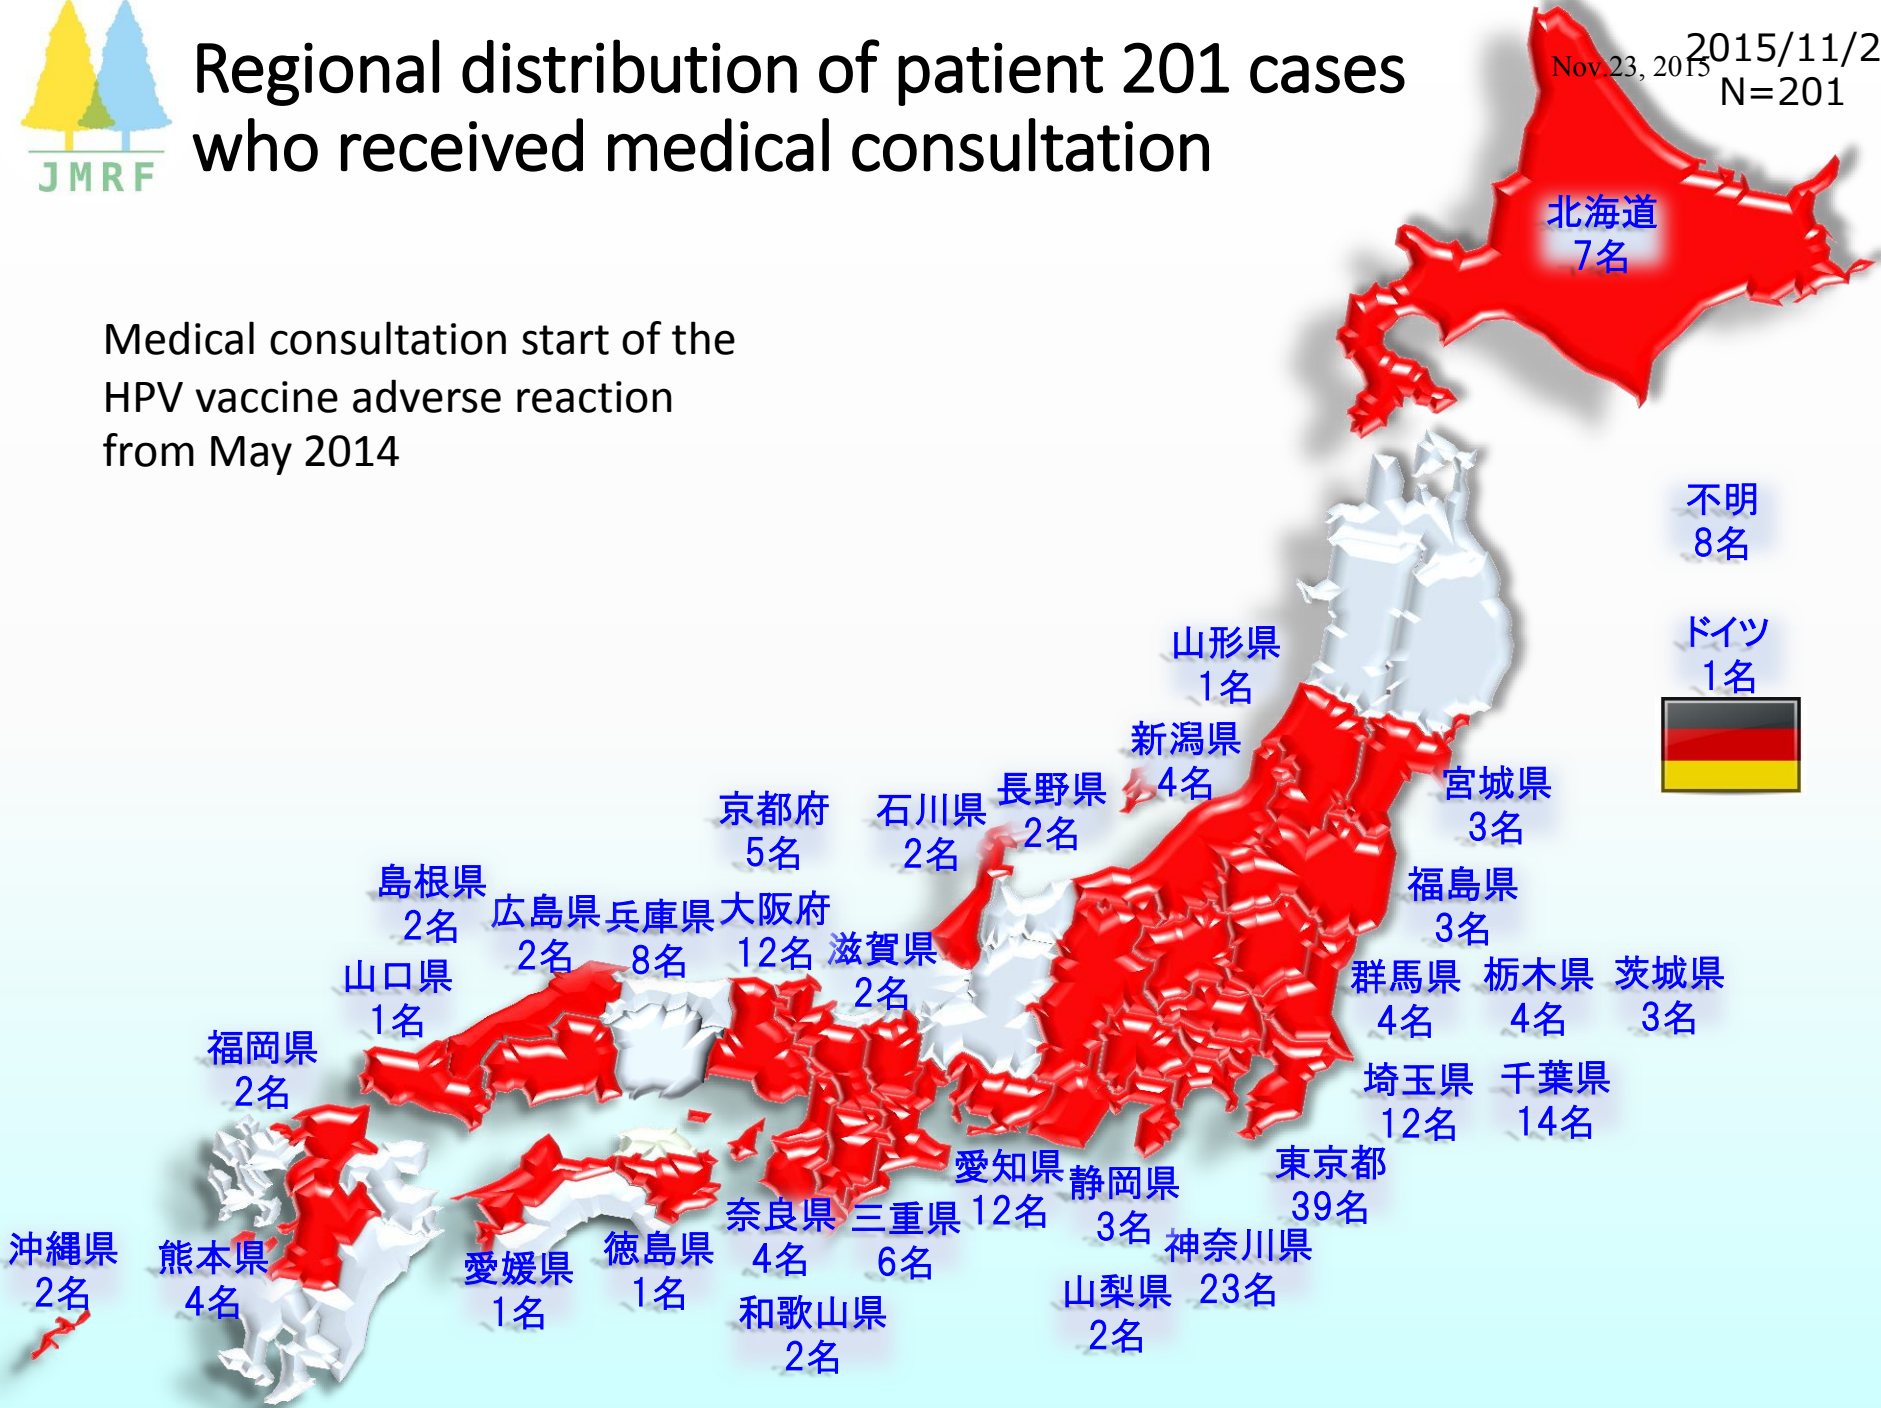 JMRF
Regional distribution of patient 201 cases
who received medical consultation
Nov.23, 2015
2015/11/2
N=201
Medical consultation start of the
HPV vaccine adverse reaction
from May 2014
北海道
7名
不明
8名
ドイツ
1名
山形県
1名
新潟県
4名
長野県
2名
石川県
2名
京都府
5名
宮城県
3名
福島県
3名
島根県
2名
広島県
2名
兵庫県
8名
大阪府
12名
滋賀県
2名
山口県
1名
福岡県
2名
群馬県
4名
栃木県
4名
茨城県
3名
埼玉県
12名
千葉県
14名
東京都
39名
愛知県
12名
静岡県
3名
神奈川県
23名
山梨県
2名
奈良県
4名
三重県
6名
和歌山県
2名
徳島県
1名
愛媛県
1名
熊本県
4名
沖縄県
2名